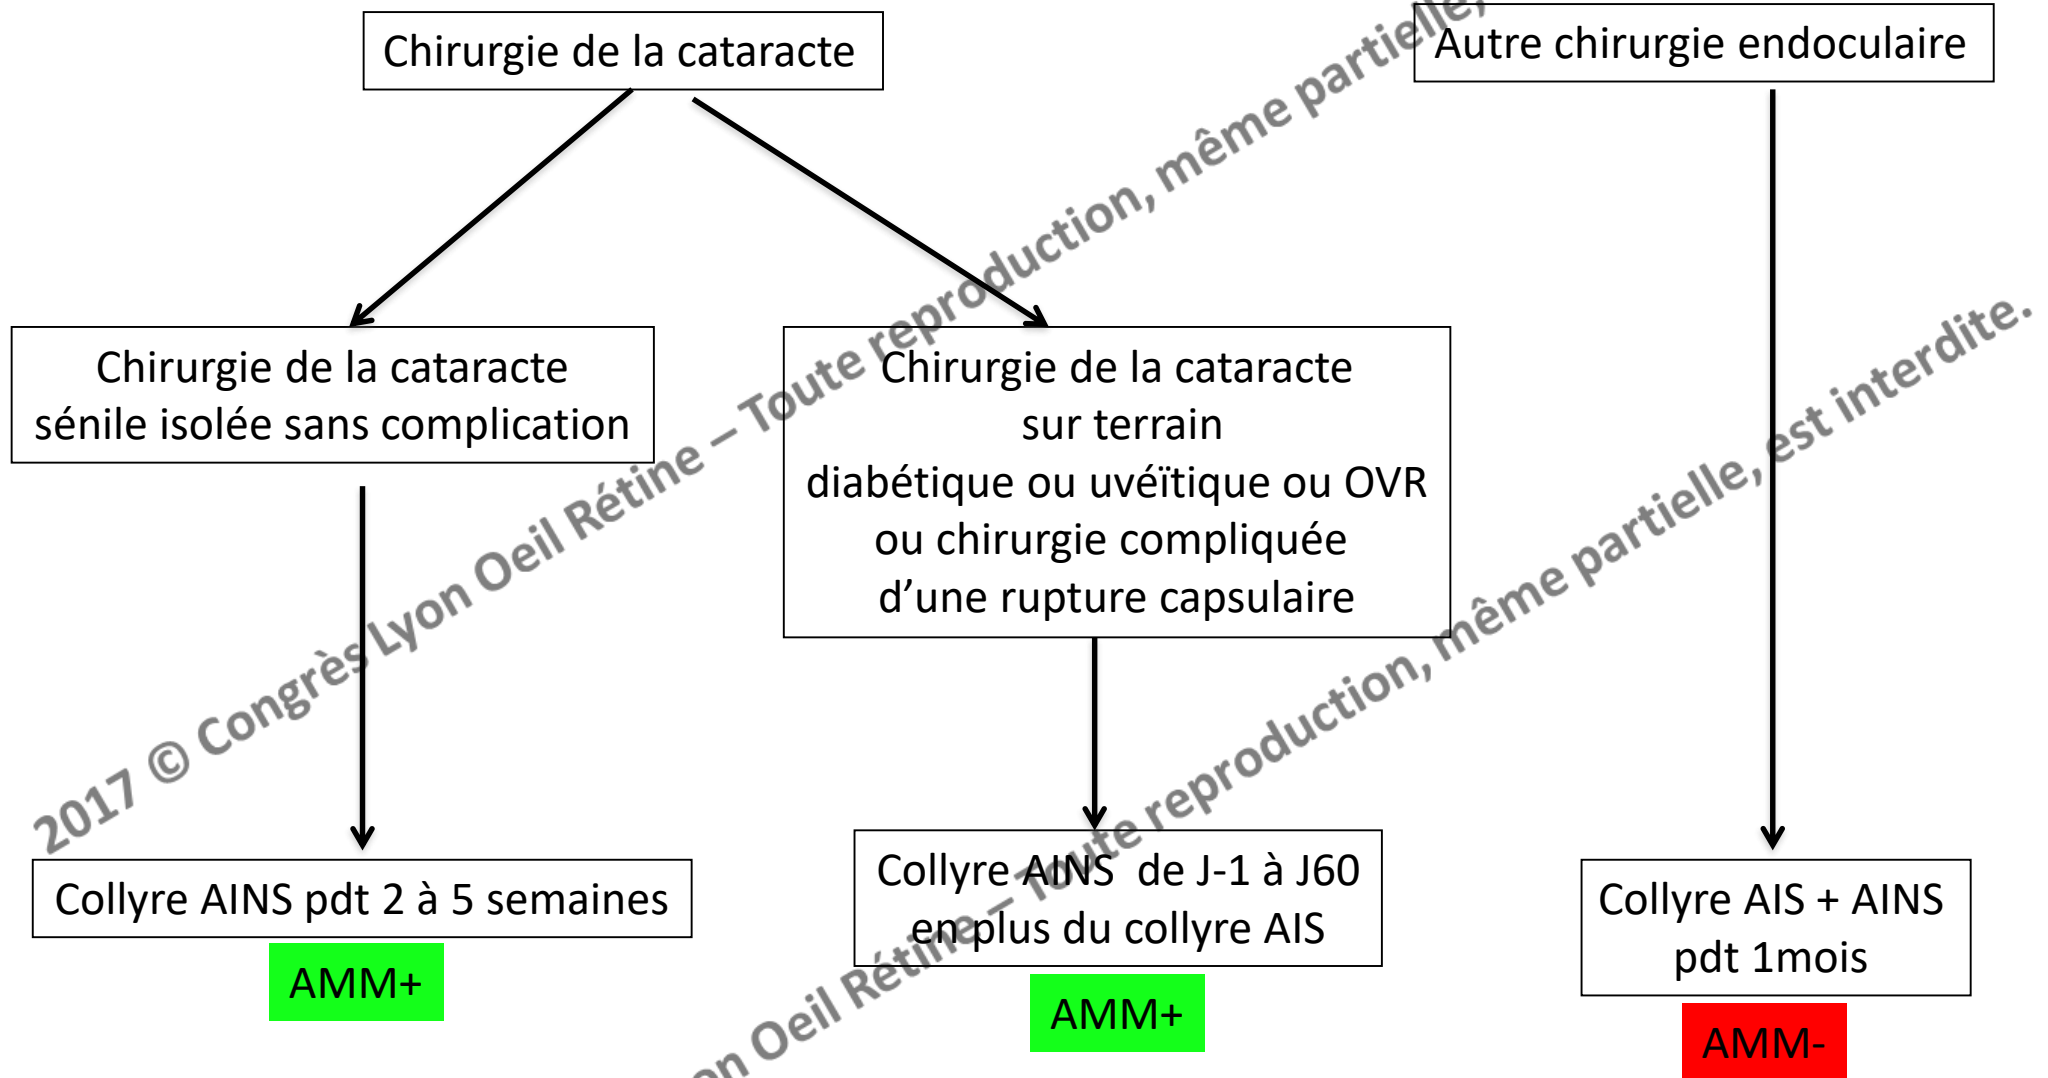 Chirurgie de la cataracte
Autre chirurgie endoculaire
Chirurgie de la cataracte
sénile isolée sans complication
Chirurgie de la cataracte
sur terrain
diabétique ou uvéïtique ou OVR
ou chirurgie compliquée
d’une rupture capsulaire
Collyre AINS pdt 2 à 5 semaines
AMM+
Collyre AINS de J-1 à J60
en plus du collyre AIS
AMM+
Collyre AIS + AINS
pdt 1mois
AMM-
2017 © Congrès Lyon Oeil Rétine – Toute reproduction, même partielle,
on Oeil Rétine – Toute reproduction, même partielle, est interdite.